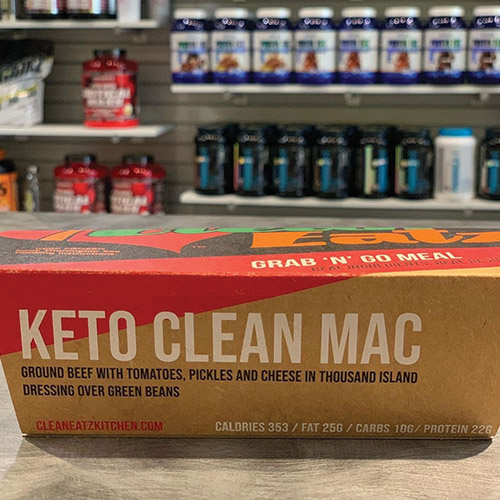 Eatz
GRAB 'N' GO MEAL
KETO CLEAN MAC
GROUND BEEF WITH TOMATOES, PICKLES AND CHEESE IN THOUSAND ISLAND
DRESSING OVER GREEN BEANS
CLEANEATZKITCHEN.COM
CALORIES 353 / FAT 25G / CARBS 10G / PROTEIN 22G